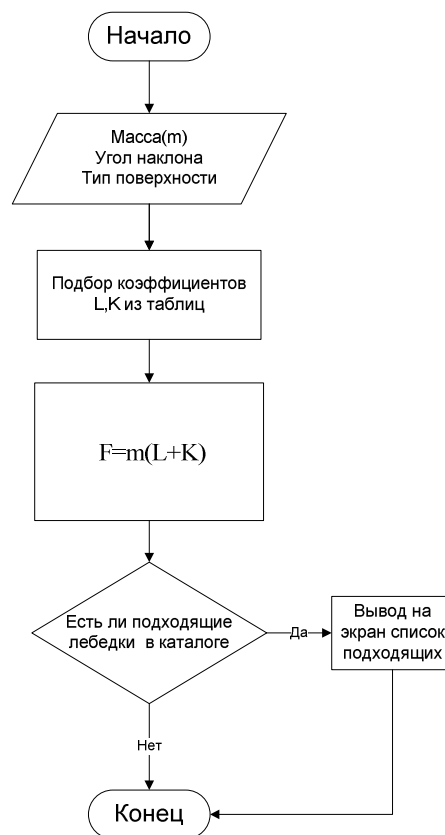 Начало
Масса(m)
Угол наклона
Тип поверхности
Подбор коэффициентов
L,K из таблиц
F=m(L+K)
Есть ли подходящие
лебедки в каталоге
Да
Вывод на
экран список
подходящих
Нет
Конец